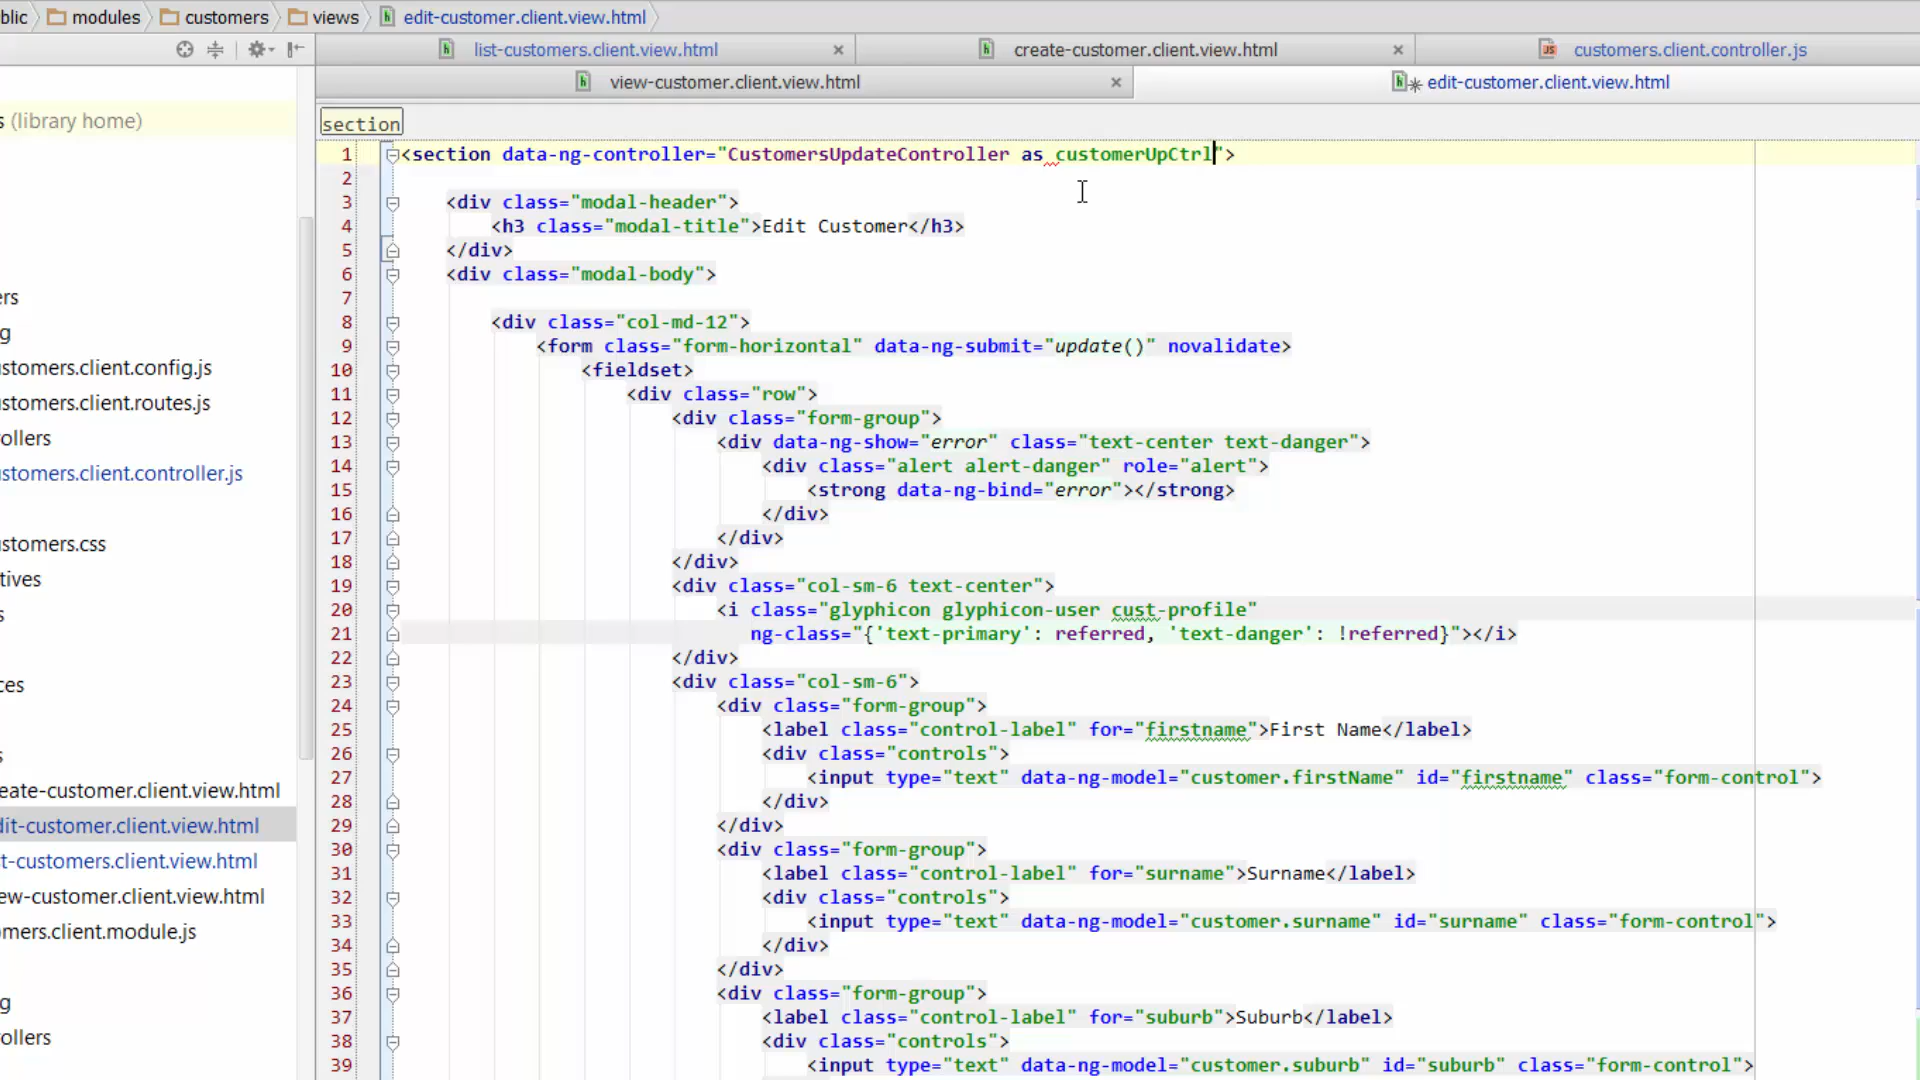 blic modules customers views edit-customer.client.view.html
list-customers.client.view.html create-customer.client.view.html customers.client.controller.js
view-customer.client.view.html edit-customer.client.view.html
s (library home)
ers
g
stomers.client.config.js
stomers.client.routes.js
ollers
stomers.client.controller.js
stomers.css
tives
s
ces
s
eate-customer.client.view.html
dit-customer.client.view.html
t-customers.client.view.html
ew-customer.client.view.html
mers.client.module.js
g
ollers
section
1 <section data-ng-controller="CustomersUpdateController as customerUpCtrl">
2
3 <div class="modal-header">
4 <h3 class="modal-title">Edit Customer</h3>
5 </div>
6 <div class="modal-body">
7
8 <div class="col-md-12">
9 <form class="form-horizontal" data-ng-submit="update()" novalidate>
10 <fieldset>
11 <div class="row">
12 <div class="form-group">
13 <div data-ng-show="error" class="text-center text-danger">
14 <div class="alert alert-danger" role="alert">
15 <strong data-ng-bind="error"></strong>
16 </div>
17 </div>
18 </div>
19 <div class="col-sm-6 text-center">
20 <i class="glyphicon glyphicon-user cust-profile"
21 ng-class="{'text-primary': referred, 'text-danger': !referred}"></i>
22 </div>
23 <div class="col-sm-6">
24 <div class="form-group">
25 <label class="control-label" for="firstname">First Name</label>
26 <div class="controls">
27 <input type="text" data-ng-model="customer.firstName" id="firstname" class="form-control">
28 </div>
29 </div>
30 <div class="form-group">
31 <label class="control-label" for="surname">Surname</label>
32 <div class="controls">
33 <input type="text" data-ng-model="customer.surname" id="surname" class="form-control">
34 </div>
35 </div>
36 <div class="form-group">
37 <label class="control-label" for="suburb">Suburb</label>
38 <div class="controls">
39 <input type="text" data-ng-model="customer.suburb" id="suburb" class="form-control">